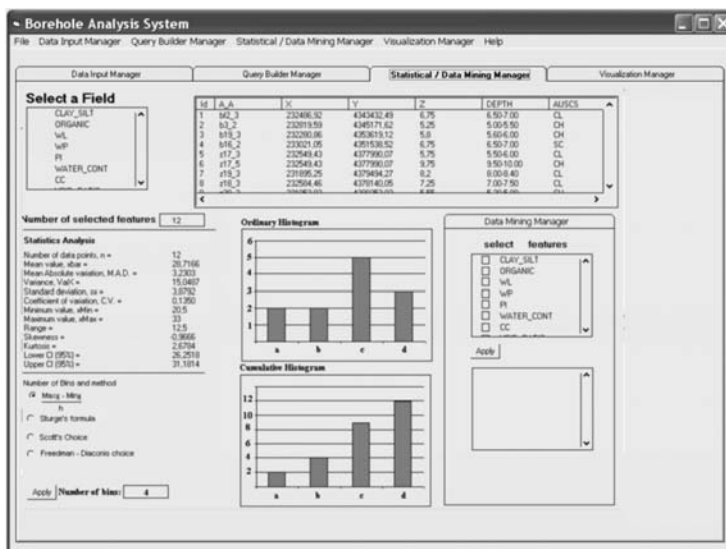 Borehole Analysis System
File Data Input Manager Query Builder Manager Statistical / Data Mining Manager Visualization Manager Help
Data Input Manager Query Builder Manager Statistical / Data Mining Manager Visualization Manager
Select a Field
CLAY_SILT
ORGANIC
WL
WP
PI
WATER_CONT
CC
Id A_A X Y Z DEPTH AUSCS
1 bl2_3 232486,92 4343432,49 6,75 6.50-7.00 CL
2 b3_2 232819,59 4345171,62 5,25 5.00-5.50 CH
3 b19_3 232280,86 4353619,12 5,8 5.60-6.00 CH
4 b16_2 233021,05 4351538,52 6,75 6.50-7.00 SC
5 z17_3 232549,43 4377990,07 5,75 5.50-6.00 CL
6 z17_5 232549,43 4377990,07 9,75 9.50-10.00 CH
7 z19_3 231895,25 4379494,27 8,2 8.00-8.40 CL
8 z18_3 232584,46 4378140,05 7,25 7.00-7.50 CL
Number of selected features 12
Statistics Analysis
Number of data points, n = 12
Mean value, xbar = 28,7166
Mean Absolute variation, M.A.D. = 3,2303
Variance, VarX = 15,0487
Standard deviation, sx = 3,8792
Coefficient of variation, C.V. = 0,1350
Minimum value, xMin = 20,5
Maximum value, xMax = 33
Range = 12,5
Skewness = -0,9666
Kurtosis = 2,6784
Lower CI (95%) = 26,2518
Upper CI (95%) = 31,1814
Number of Bins and method
h
Sturge's formula
Scott's Choice
Freedman - Diaconis choice
Apply Number of bins: 4
Ordinary Histogram
6
5
4
3
2
1
a b c d
Cumulative Histogram
12
10
8
6
4
2
a b c d
Data Mining Manager
select features
CLAY_SILT
ORGANIC
WL
WP
PI
WATER_CONT
CC
Apply